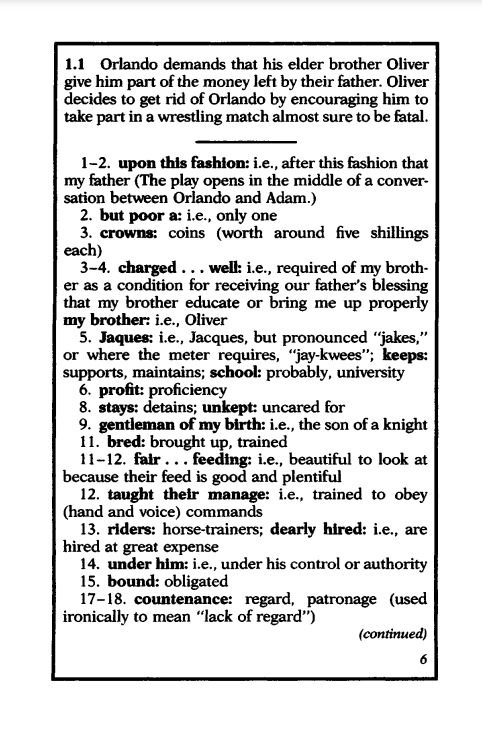 1.1 Orlando demands that his elder brother Oliver
give him part of the money left by their father. Oliver
decides to get rid of Orlando by encouraging him to
take part in a wrestling match almost sure to be fatal.
1–2. upon this fashion: i.e., after this fashion that
my father (The play opens in the middle of a conver-
sation between Orlando and Adam.)
2. but poor a: i.e., only one
3. crowns: coins (worth around five shillings
each)
3–4. charged . . . well: i.e., required of my broth-
er as a condition for receiving our father's blessing
that my brother educate or bring me up properly
my brother: i.e., Oliver
5. Jaques: i.e., Jacques, but pronounced "jakes,"
or where the meter requires, "jay-kwees"; keeps:
supports, maintains; school: probably, university
6. profit: proficiency
8. stays: detains; unkept: uncared for
9. gentleman of my birth: i.e., the son of a knight
11. bred: brought up, trained
11–12. fair . . . feeding: i.e., beautiful to look at
because their feed is good and plentiful
12. taught their manage: i.e., trained to obey
(hand and voice) commands
13. riders: horse-trainers; dearly hired: i.e., are
hired at great expense
14. under him: i.e., under his control or authority
15. bound: obligated
17–18. countenance: regard, patronage (used
ironically to mean "lack of regard")
(continued)
6